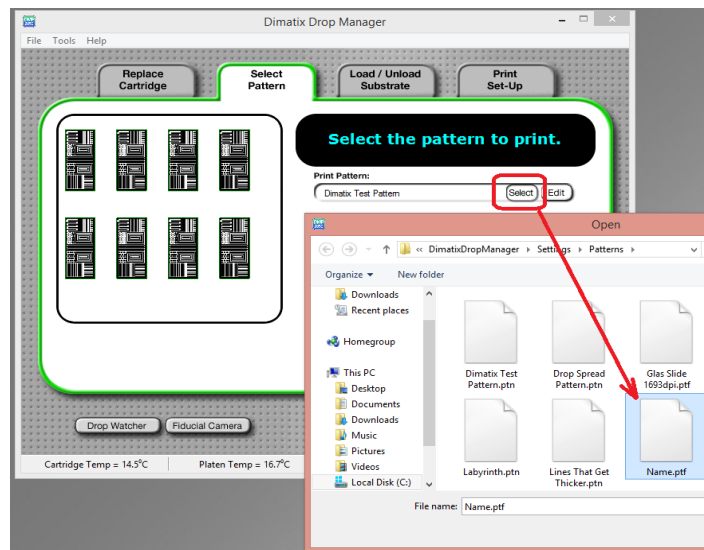 Dimatix Drop Manager
File Tools Help
Replace
Cartridge
Select
Pattern
Load / Unload
Substrate
Print
Set-Up
Select the pattern to print.
Print Pattern:
Dimatix Test Pattern
Select
Edit
Open
« DimatixDropManager Settings Patterns
Organize
New folder
Downloads
Recent places
Homegroup
This PC
Desktop
Documents
Downloads
Music
Pictures
Videos
Local Disk (C:)
Dimatix Test
Pattern.ptn
Drop Spread
Pattern.ptn
Glas Slide
1693dpi.ptf
Labyrinth.ptn
Lines That Get
Thicker.ptn
Name.ptf
File name: Name.ptf
Drop Watcher
Fiducial Camera
Cartridge Temp = 14.5°C
Platen Temp = 16.7°C